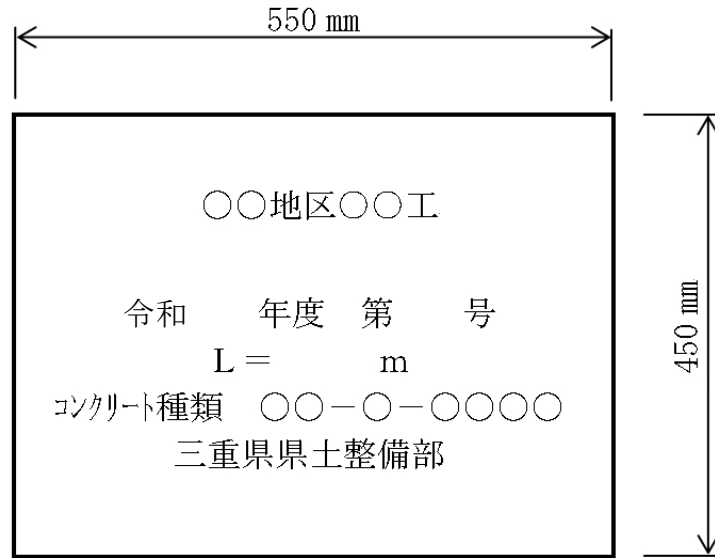 550 mm
○○地区○○工
令和　　年度　第　　号
L＝　　　m
コンクリート種類　○○－○－○○○○
三重県県土整備部
450 mm